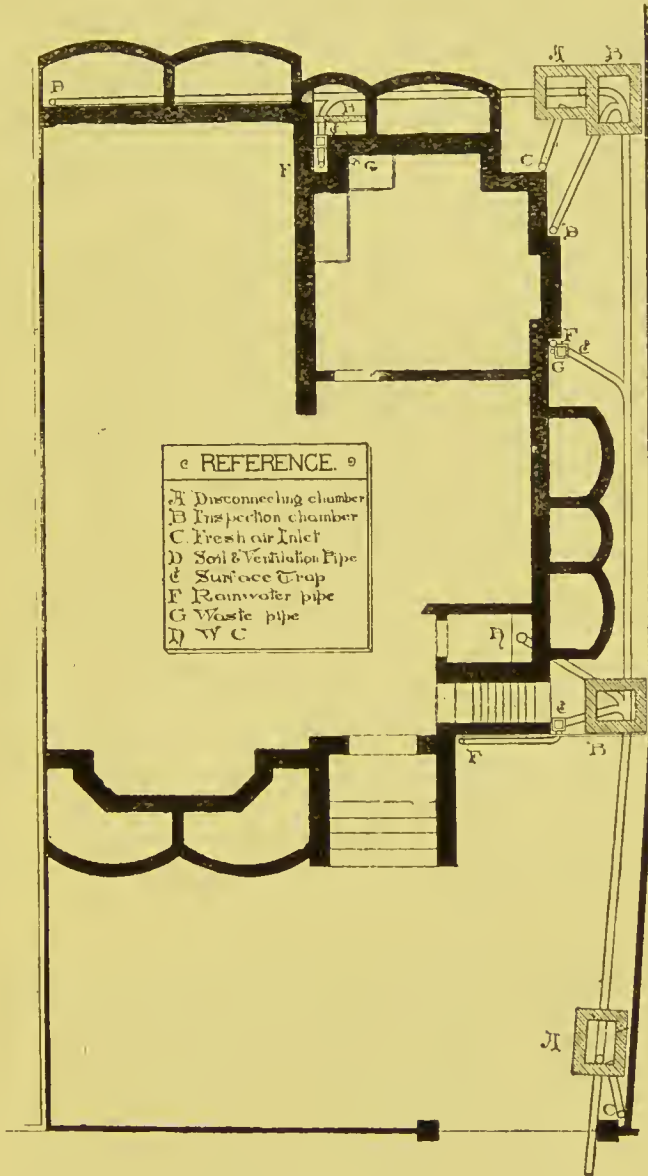 A B
D
B
E
F G C
D
F
E
G
REFERENCE.
A Disconnecting chamber
B Inspection chamber
C. Fresh air Inlet
D Soil & Ventilation Pipe
E Surface Trap
F Rainwater pipe
G Waste pipe
H W C
H
E
F B
A
C